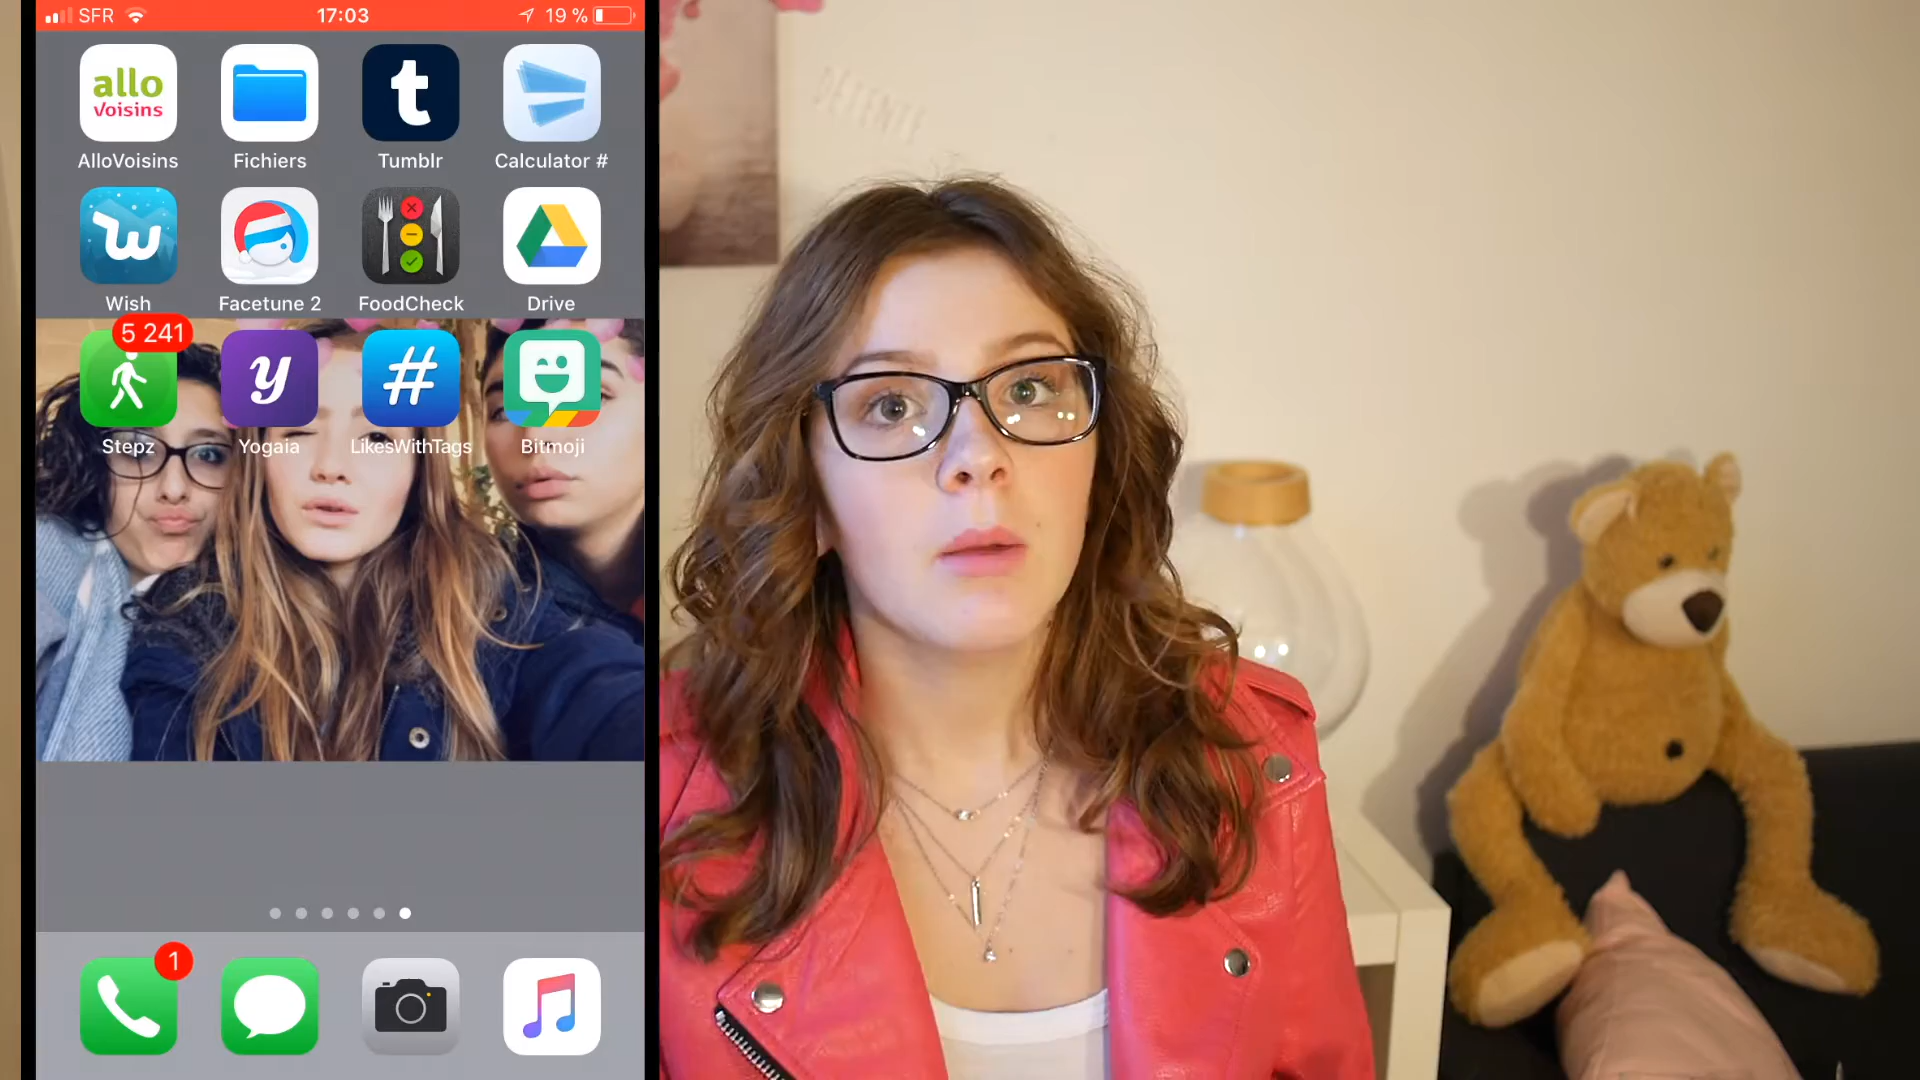 SFR 17:03 19 %
allo
voisins
t
AlloVoisins Fichiers Tumblr Calculator #
w
Wish Facetune 2 FoodCheck Drive
5 241
y #
Stepz Yogaia LikesWithTags Bitmoji
1
DÉTENTE